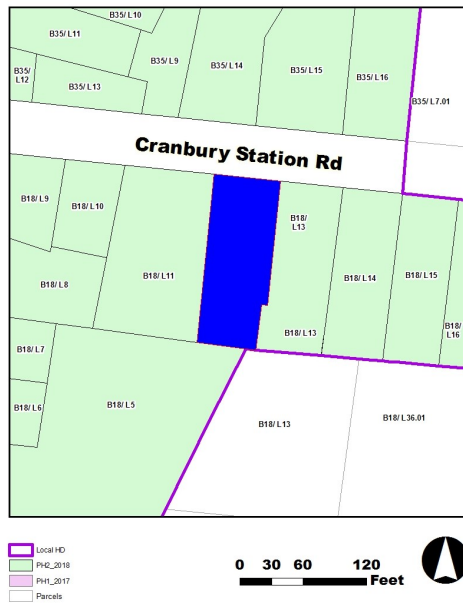 B35/ L10
B35/ L11
B35/ L9
B35/ L14
B35/ L15
B35/ L16
B35/
L12
B35/ L13
B35/ L7.01
Cranbury Station Rd
B18/ L9
B18/ L10
B18/
L13
B18/ L11
B18/ L14
B18/ L15
B18/ L8
B18/ L13
B18/
L16
B18/ L7
B18/ L6
B18/ L5
B18/ L13
B18/ L36.01
Local HD
PH2_2018
PH1_2017
Parcels
0 30 60 120
Feet